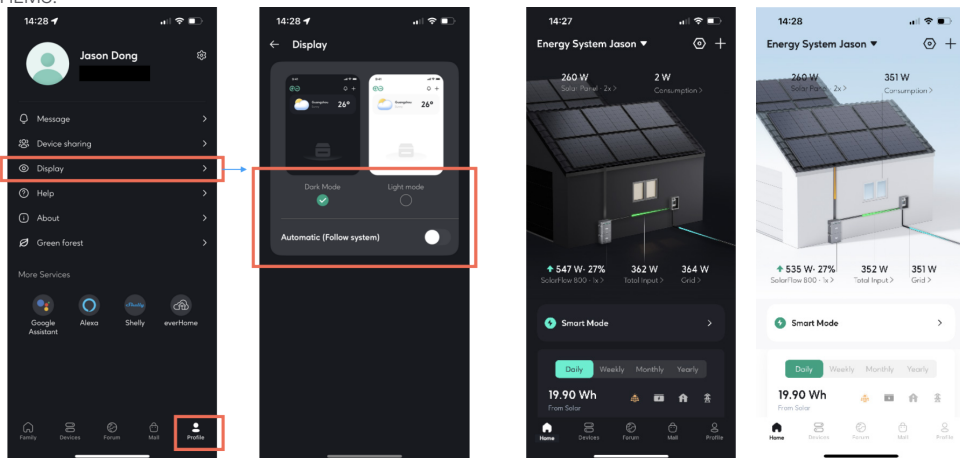 HEMS.
14:28
Jason Dong
Message
Device sharing
Display
Help
About
Green forest
More Services
Google Assistant
Alexa
Shelly
everHome
Family
Devices
Forum
Mall
Profile
14:28
Display
26°
26°
Dark Mode
Light mode
Automatic (Follow system)
14:27
Energy System Jason
260 W
Solar Panel · 2x >
2 W
Consumption >
547 W· 27%
SolarFlow 800 · 1x >
362 W
Total Input >
364 W
Grid >
Smart Mode
Daily
Weekly
Monthly
Yearly
19.90 Wh
From Solar
Home
Devices
Forum
Mall
Profile
14:28
Energy System Jason
260 W
Solar Panel · 2x >
351 W
Consumption >
535 W· 27%
SolarFlow 800 · 1x >
352 W
Total Input >
351 W
Grid >
Smart Mode
Daily
Weekly
Monthly
Yearly
19.90 Wh
From Solar
Home
Devices
Forum
Mall
Profile